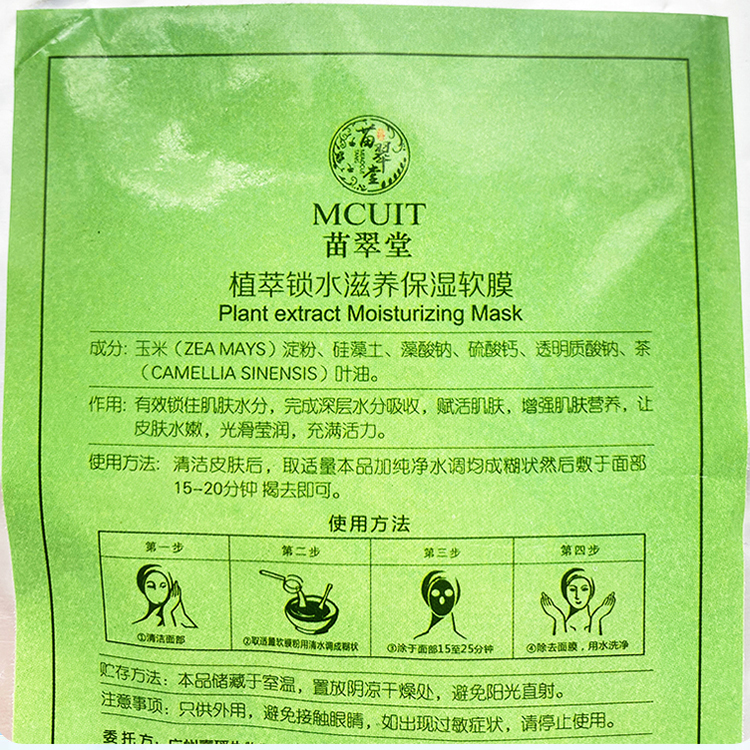 苗翠堂
MCUIT
苗翠堂
植萃锁水滋养保湿软膜
Plant extract Moisturizing Mask
成分: 玉米（ZEA MAYS）淀粉、硅藻土、藻酸钠、硫酸钙、透明质酸钠、茶
（CAMELLIA SINENSIS）叶油。
作用: 有效锁住肌肤水分，完成深层水分吸收，赋活肌肤，增强肌肤营养，让
皮肤水嫩，光滑莹润，充满活力。
使用方法: 清洁皮肤后，取适量本品加纯净水调均成糊状然后敷于面部
15--20分钟 揭去即可。
使用方法
第一步 第二步 第三步 第四步
①清洁面部 ②取适量软膜粉用清水调成糊状 ③涂于面部15至25分钟 ④除去面膜，用水洗净
贮存方法: 本品储藏于室温，置放阴凉干燥处，避免阳光直射。
注意事项: 只供外用，避免接触眼睛，如出现过敏症状，请停止使用。
委托方: